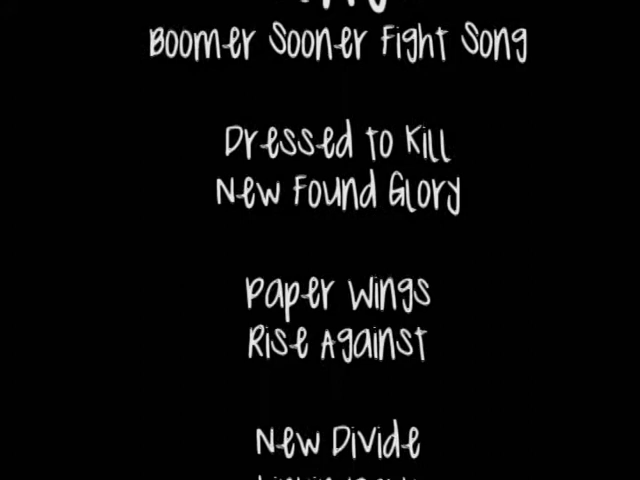 Boomer Sooner Fight Song
Dressed to Kill
New Found Glory
Paper Wings
Rise Against
New Divide